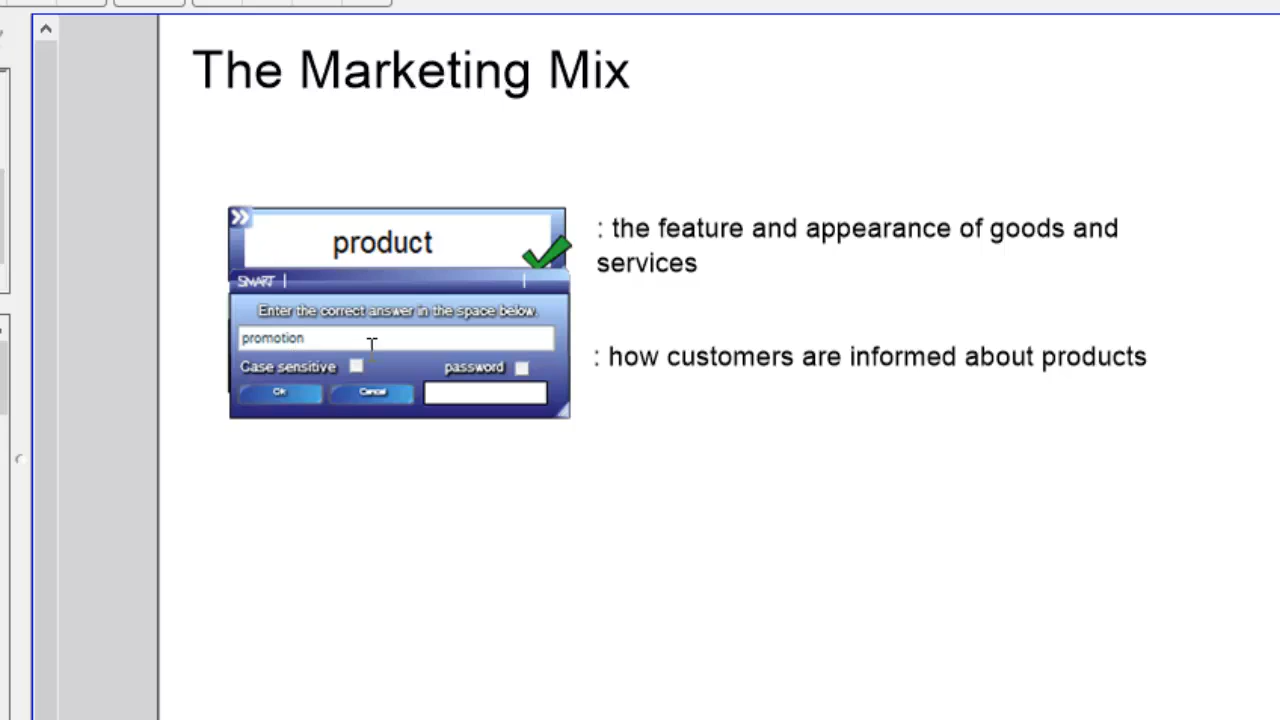 The Marketing Mix
product
: the feature and appearance of goods and
services
SMART
Enter the correct answer in the space below.
promotion
: how customers are informed about products
Case sensitive
password
Ok
Cancel